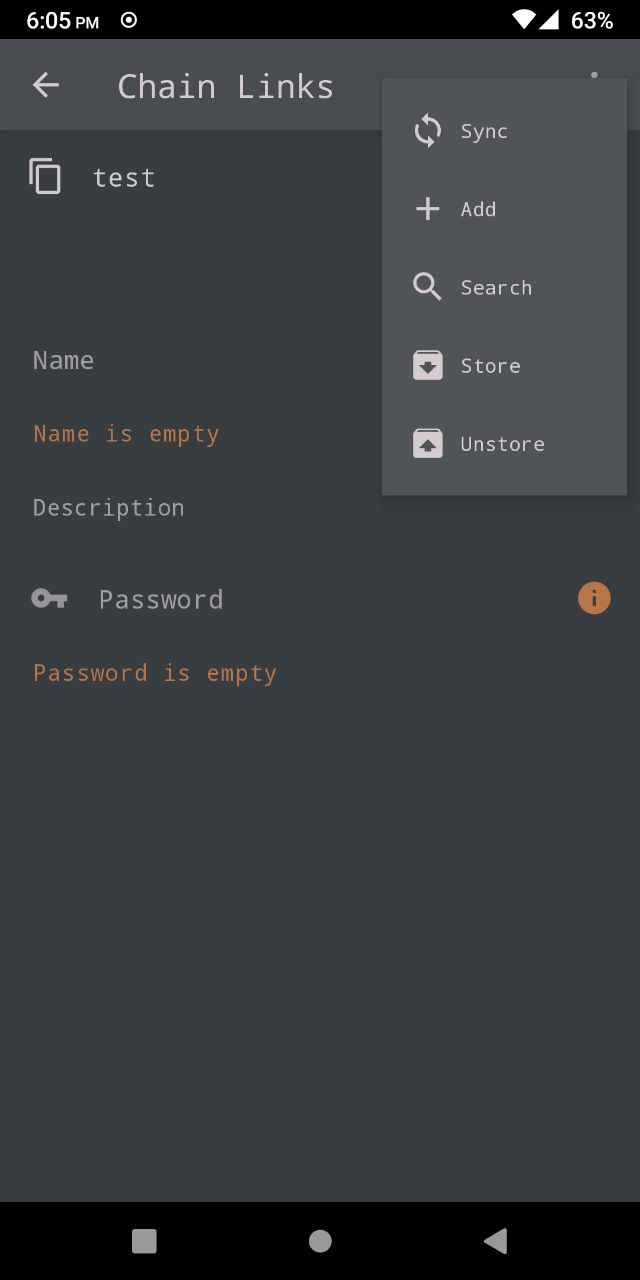 6:05 PM
63%
Chain Links
test
Sync
Add
Search
Store
Unstore
Name
Name is empty
Description
Password
Password is empty